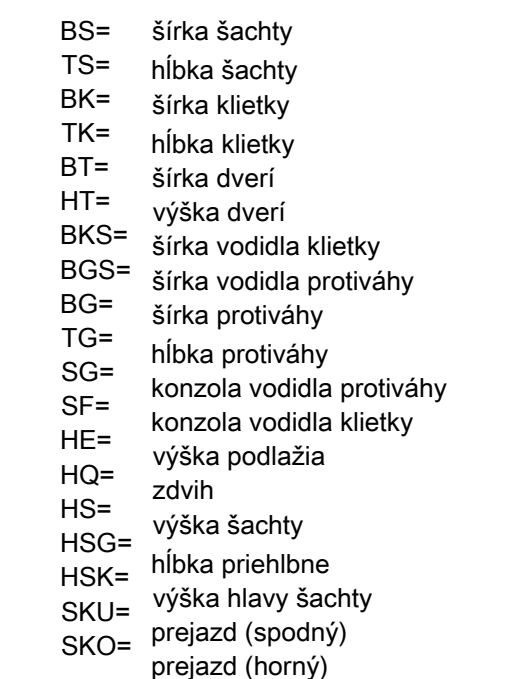 BS= šírka šachty
TS= hĺbka šachty
BK= šírka klietky
TK= hĺbka klietky
BT= šírka dverí
HT= výška dverí
BKS= šírka vodidla klietky
BGS= šírka vodidla protiváhy
BG= šírka protiváhy
TG= hĺbka protiváhy
SG= konzola vodidla protiváhy
SF= konzola vodidla klietky
HE= výška podlažia
HQ= zdvih
HS= výška šachty
HSG= hĺbka priehlbne
HSK= výška hlavy šachty
SKU= prejazd (spodný)
SKO= prejazd (horný)